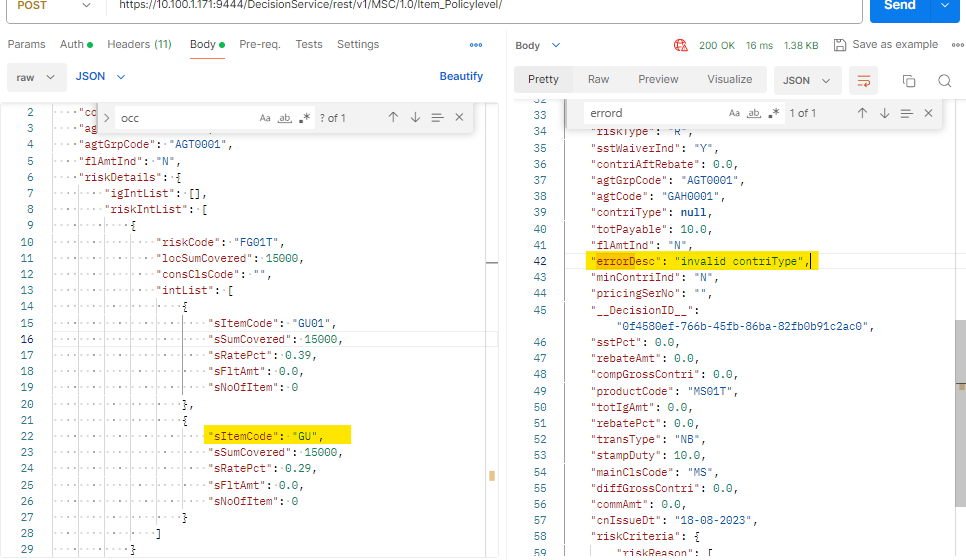 POST https://10.100.1.171:9444/DecisionService/rest/v1/MSC/1.0/Item_Policylevel/ Send
Params Auth Headers (11) Body Pre-req. Tests Settings
raw JSON Beautify
occ Aa ab ? of 1
2 "co
3 "ag
4 "agtGrpCode": "AGT0001",
5 "flAmtInd": "N",
6 "riskDetails": {
7 "igIntList": [],
8 "riskIntList": [
9 {
10 "riskCode": "FG01T",
11 "locSumCovered": 15000,
12 "consClsCode": "",
13 "intList": [
14 {
15 "sItemCode": "GU01",
16 "sSumCovered": 15000,
17 "sRatePct": 0.39,
18 "sFltAmt": 0.0,
19 "sNoOfItem": 0
20 },
21 {
22 "sItemCode": "GU",
23 "sSumCovered": 15000,
24 "sRatePct": 0.29,
25 "sFltAmt": 0.0,
26 "sNoOfItem": 0
27 }
28 ]
29 }
Body 200 OK 16 ms 1.38 KB Save as example
Pretty Raw Preview Visualize JSON
errord Aa ab 1 of 1
32
33
34 "riskType": "R",
35 "sstWaiverInd": "Y",
36 "contriAftRebate": 0.0,
37 "agtGrpCode": "AGT0001",
38 "agtCode": "GAH0001",
39 "contriType": null,
40 "totPayable": 10.0,
41 "flAmtInd": "N",
42 "errorDesc": "invalid contriType",
43 "minContriInd": "N",
44 "pricingSerNo": "",
45 "__DecisionID__":
"0f4580ef-766b-45fb-86ba-82fb0b91c2ac0",
46 "sstPct": 0.0,
47 "rebateAmt": 0.0,
48 "compGrossContri": 0.0,
49 "productCode": "MS01T",
50 "totIgAmt": 0.0,
51 "rebatePct": 0.0,
52 "transType": "NB",
53 "stampDuty": 10.0,
54 "mainClsCode": "MS",
55 "diffGrossContri": 0.0,
56 "commAmt": 0.0,
57 "cnIssueDt": "18-08-2023",
58 "riskCriteria": {
59 "riskReason": [